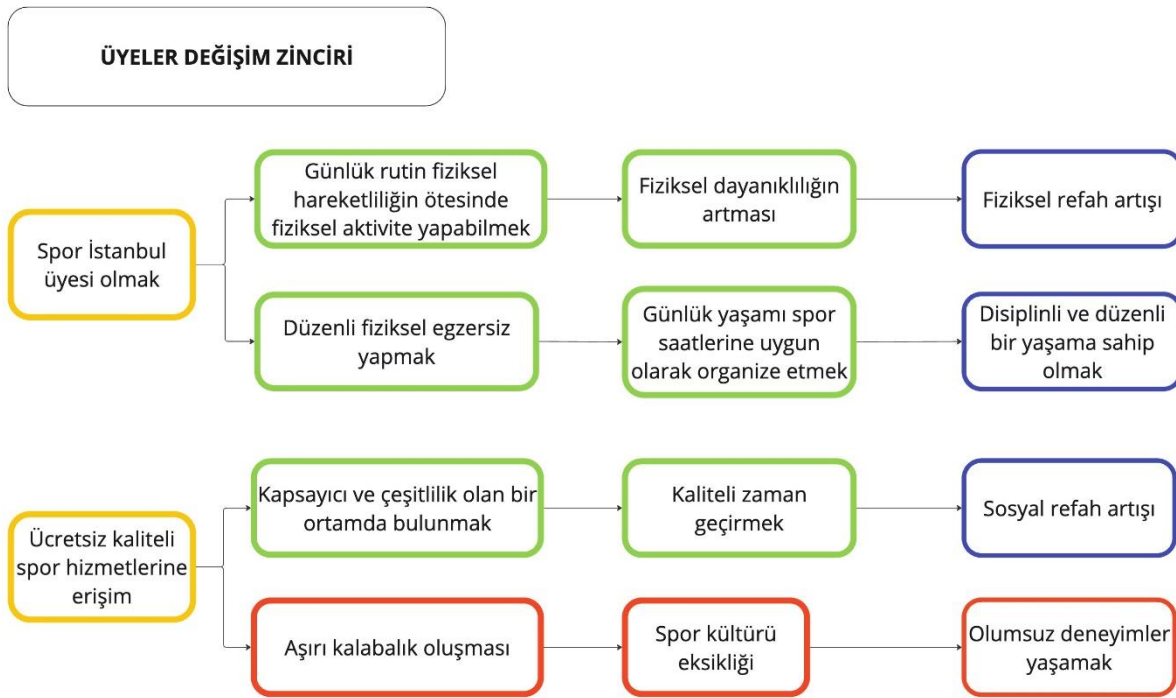 ÜYELER DEĞİŞİM ZİNCİRİ
Günlük rutin fiziksel
hareketliliğin ötesinde
fiziksel aktivite yapabilmek
Fiziksel dayanıklılığın
artması
Fiziksel refah artışı
Spor İstanbul
üyesi olmak
Düzenli fiziksel egzersiz
yapmak
Günlük yaşamı spor
saatlerine uygun
olarak organize etmek
Disiplinli ve düzenli
bir yaşama sahip
olmak
Kapsayıcı ve çeşitlilik olan bir
ortamda bulunmak
Kaliteli zaman
geçirmek
Sosyal refah artışı
Ücretsiz kaliteli
spor hizmetlerine
erişim
Aşırı kalabalık oluşması
Spor kültürü
eksikliği
Olumsuz deneyimler
yaşamak